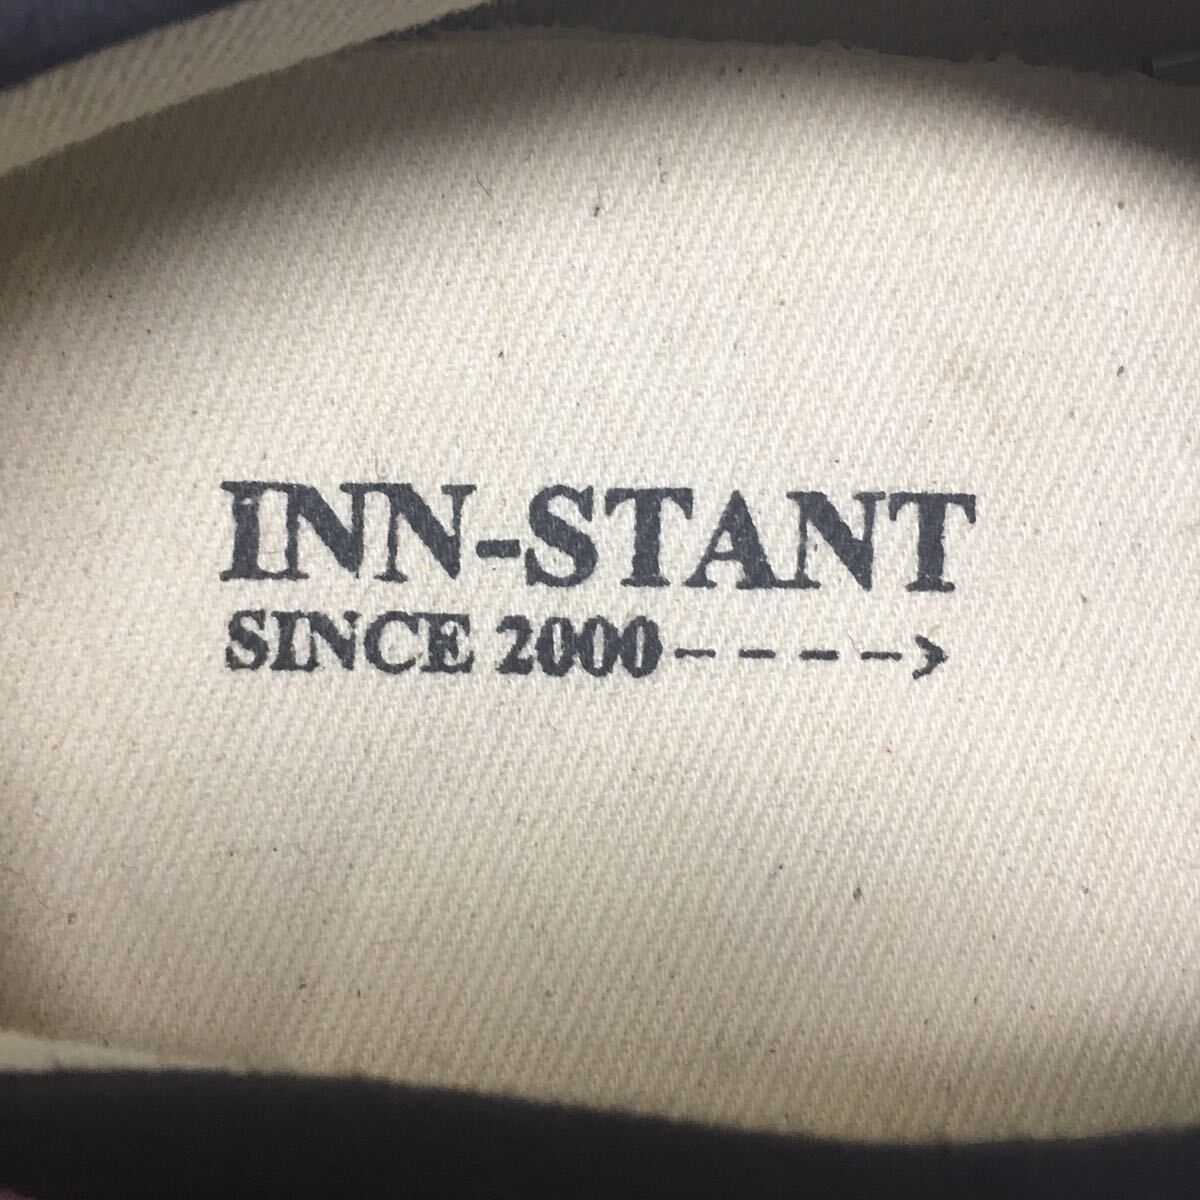 INN-STANT
SINCE 2000---->